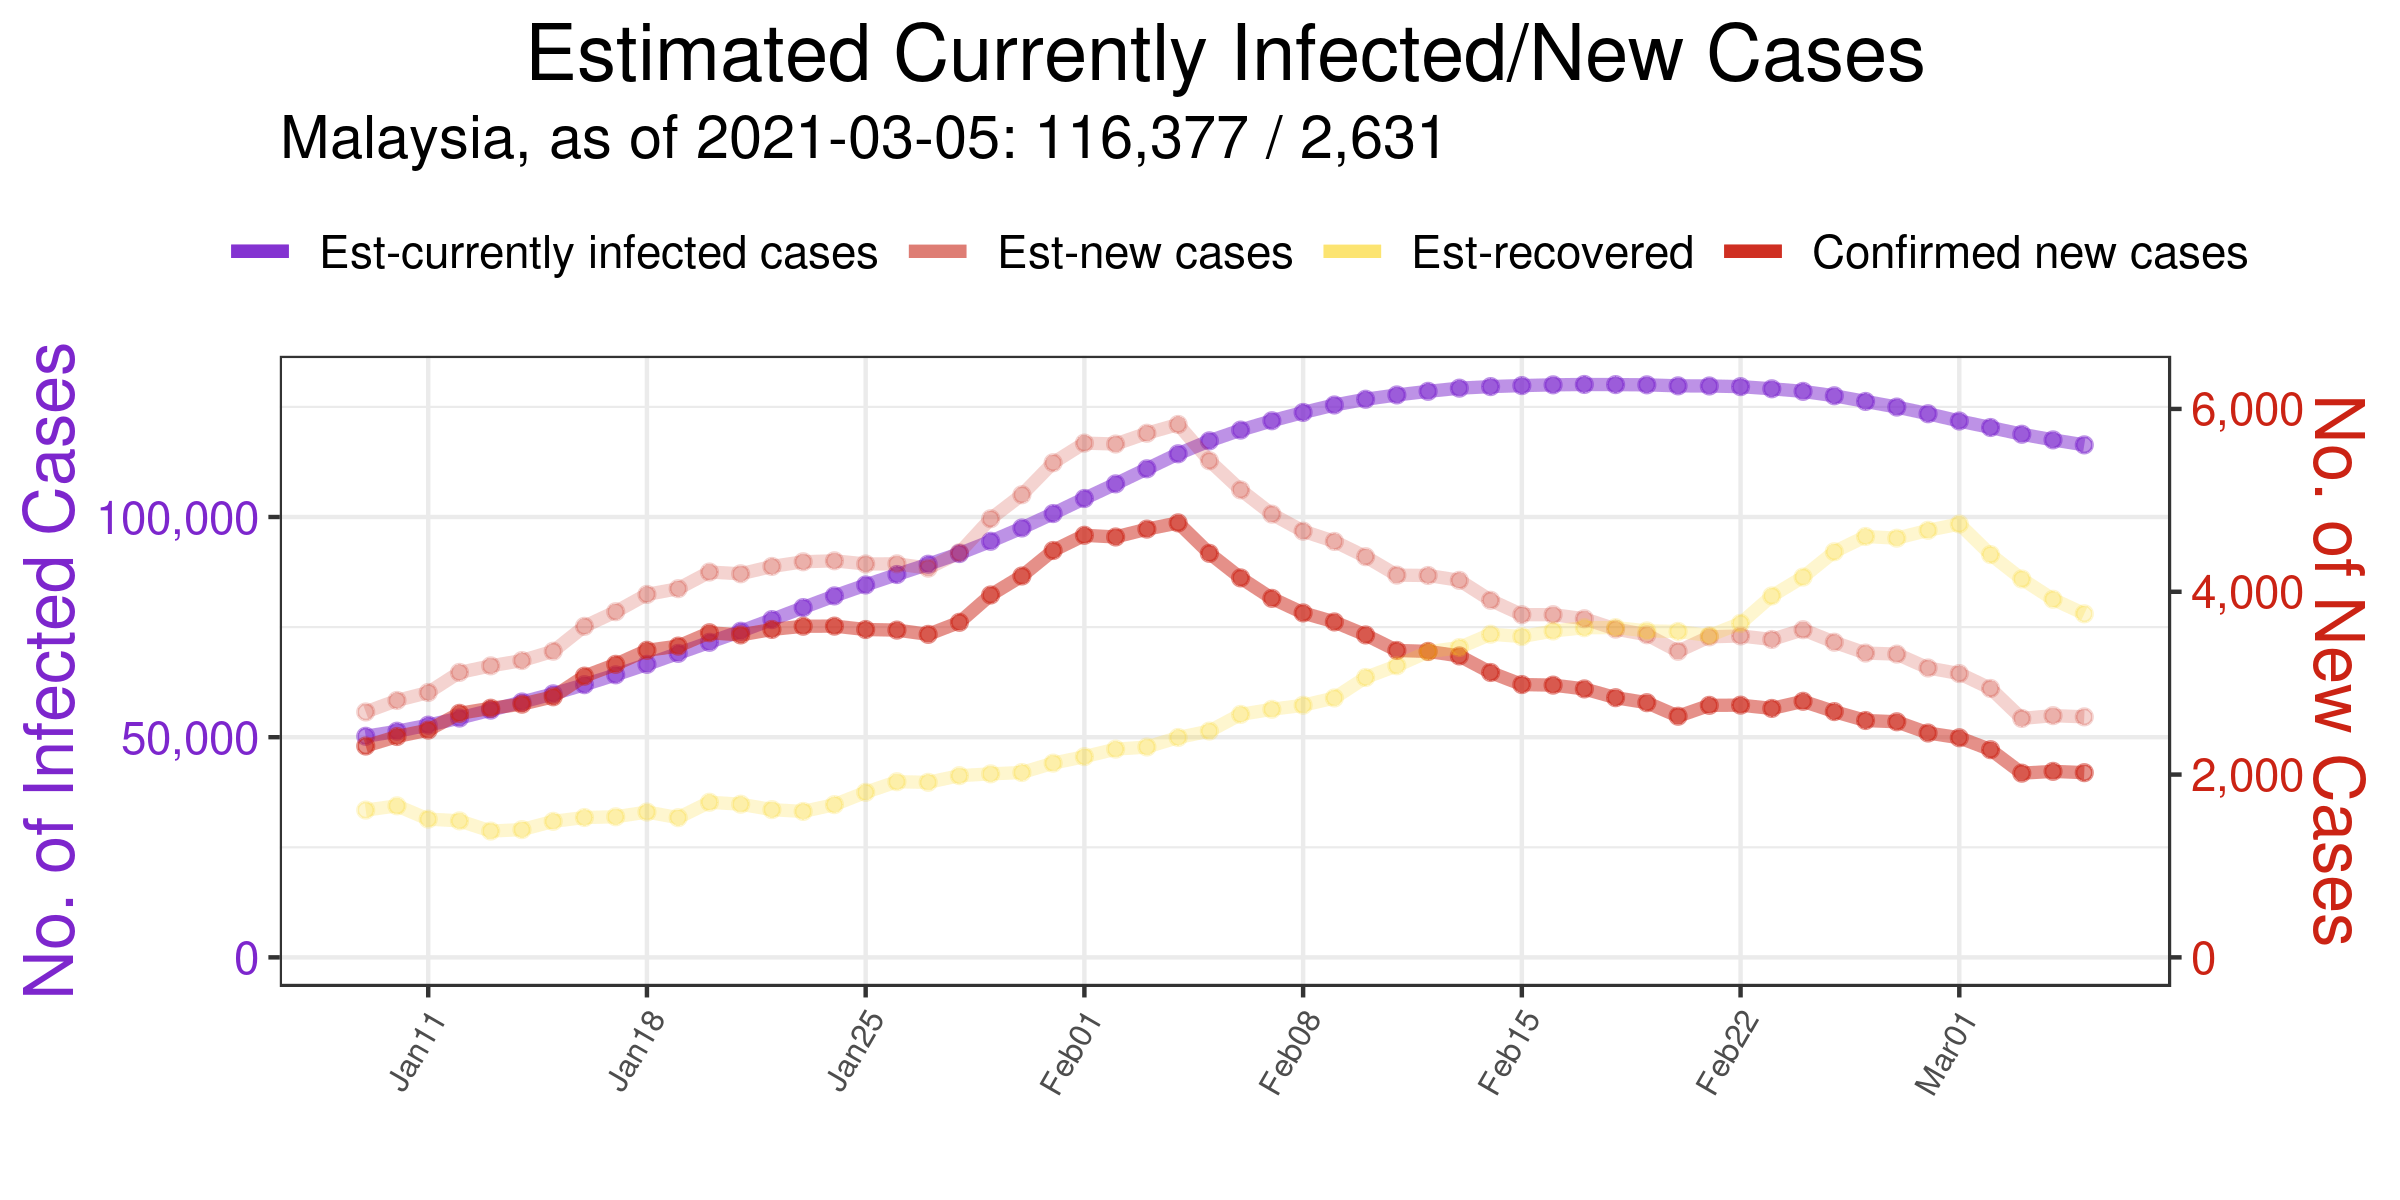 Estimated Currently Infected/New Cases
Malaysia, as of 2021-03-05: 116,377 / 2,631
Est-currently infected cases Est-new cases Est-recovered Confirmed new cases
No. of Infected Cases
100,000
50,000
0
6,000
4,000
2,000
0
No. of New Cases
Jan11 Jan18 Jan25 Feb01 Feb08 Feb15 Feb22 Mar01